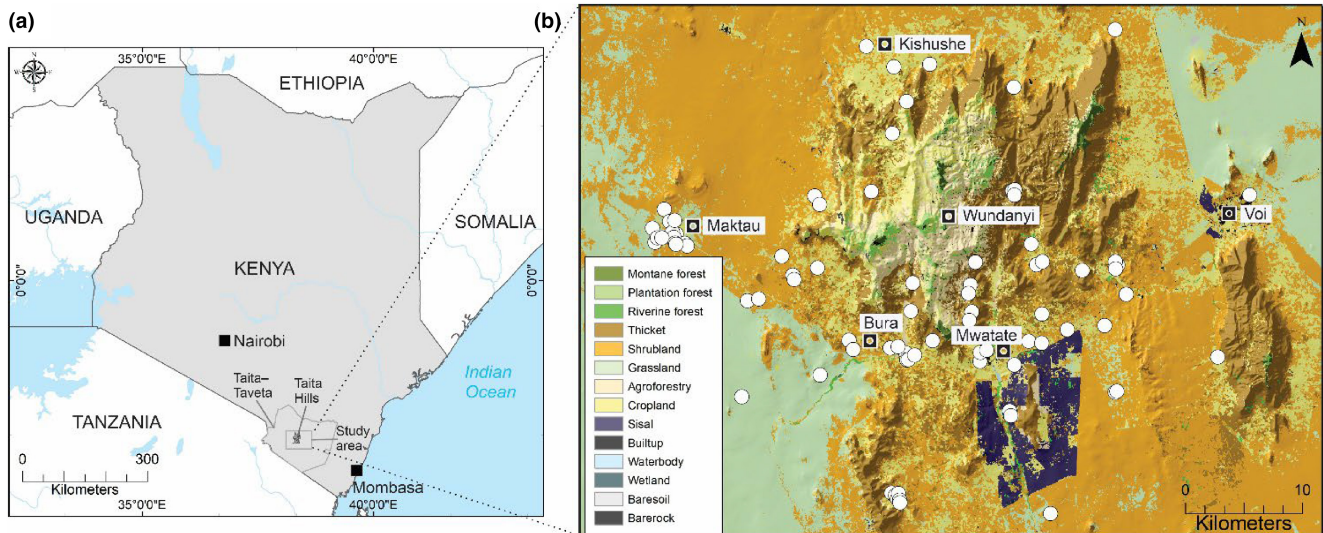 (a)
35°0'0"E
40°0'0"E
N
W
E
S
ETHIOPIA
UGANDA
SOMALIA
KENYA
0°0'0"
0°0'0"
Nairobi
Taita–
Taveta
Taita
Hills
Indian
Ocean
TANZANIA
Study
area
0
300
Kilometers
Mombasa
35°0'0"E
40°0'0"E
(b)
N
Kishushe
Wundanyi
Voi
Maktau
Bura
Mwatate
Montane forest
Plantation forest
Riverine forest
Thicket
Shrubland
Grassland
Agroforestry
Cropland
Sisal
Builtup
Waterbody
Wetland
Baresoil
Barerock
0
10
Kilometers